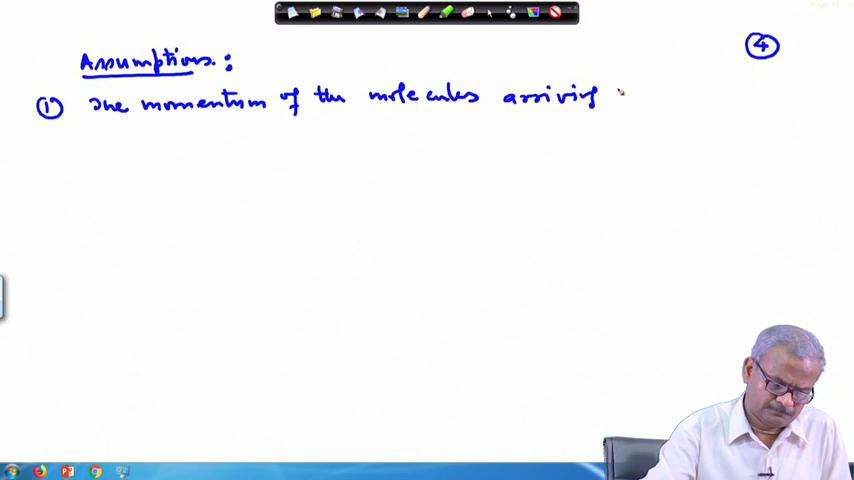 4
Assumptions :
1 The momentum of the molecules arriving